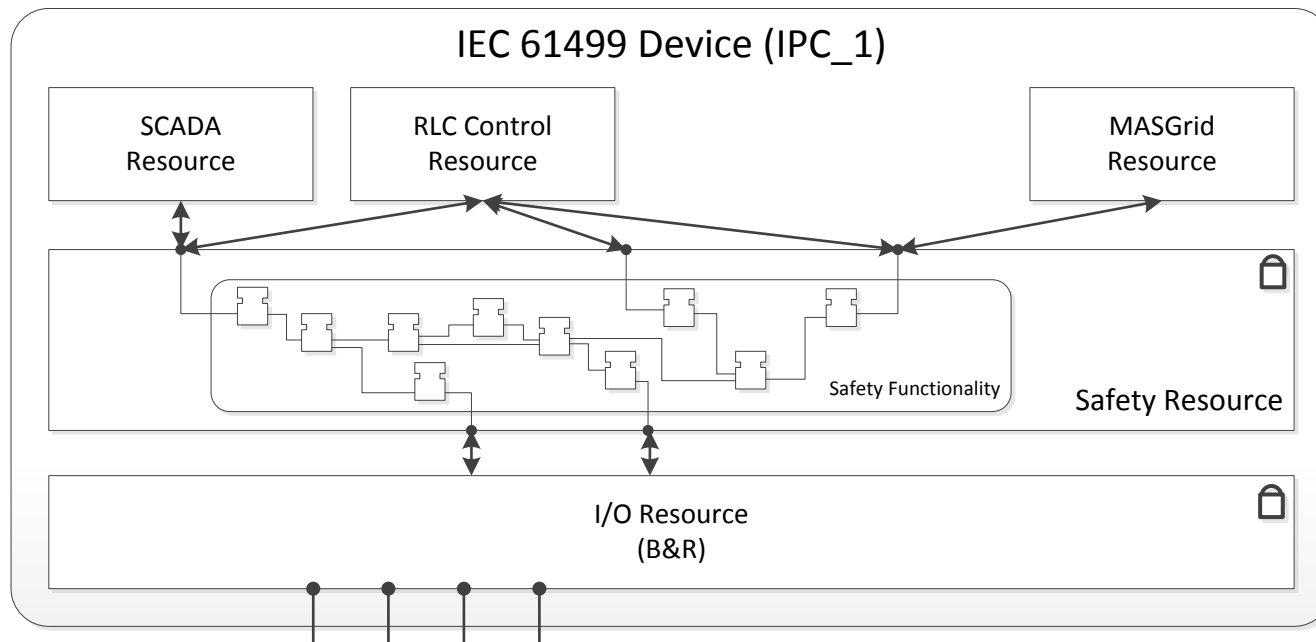 IEC 61499 Device (IPC_1)
SCADA
Resource
RLC Control
Resource
MASGrid
Resource
Safety Functionality
Safety Resource
I/O Resource
(B&R)